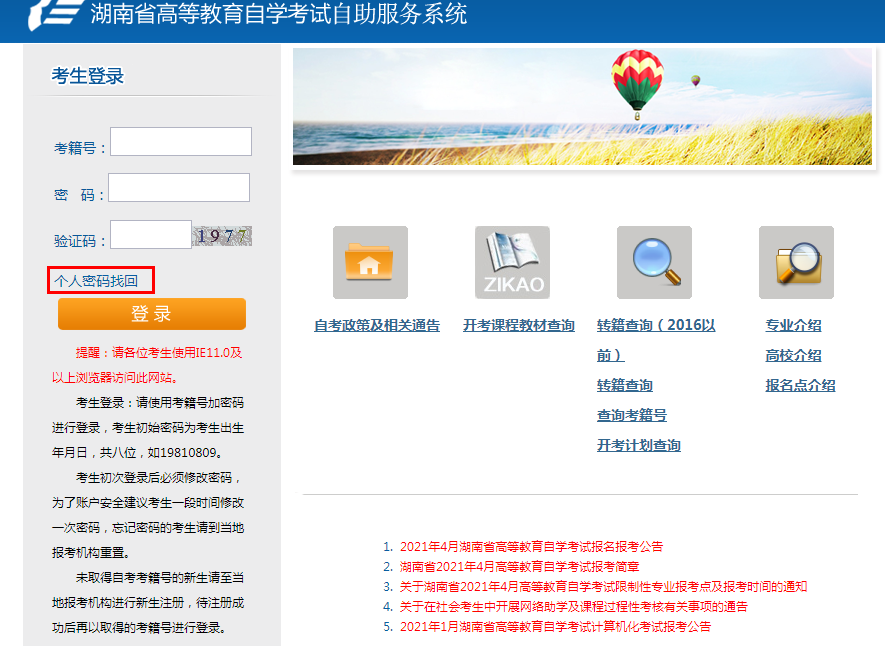 湖南省高等教育自学考试自助服务系统
考生登录
考籍号：
密 码：
验证码：
1977
个人密码找回
登 录
提醒：请各位考生使用IE11.0及
以上浏览器访问此网站。
考生登录：请使用考籍号加密码
进行登录，考生初始密码为考生出生
年月日，共八位，如19810809。
考生初次登录后必须修改密码，
为了账户安全建议考生一段时间修改
一次密码，忘记密码的考生请到当地
报考机构重置。
未取得自考考籍号的新生请至当
地报考机构进行新生注册，待注册成
功后再以取得的考籍号进行登录。
ZIKAO
自考政策及相关通告
开考课程教材查询
转籍查询（2016以
前）
转籍查询
查询考籍号
开考计划查询
专业介绍
高校介绍
报名点介绍
1. 2021年4月湖南省高等教育自学考试报名报考公告
2. 湖南省2021年4月高等教育自学考试报考简章
3. 关于湖南省2021年4月高等教育自学考试限制性专业报考点及报考时间的通知
4. 关于在社会考生中开展网络助学及课程过程性考核有关事项的通告
5. 2021年1月湖南省高等教育自学考试计算机化考试报考公告